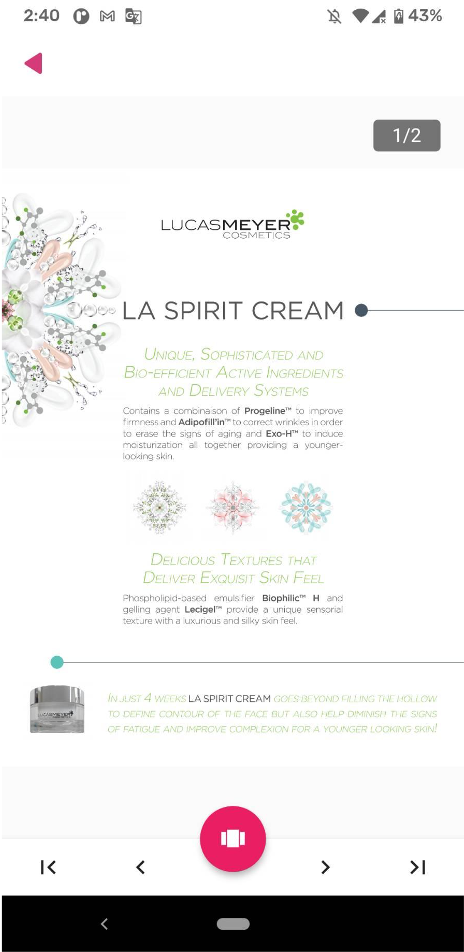 2:40
43%
1/2
LUCASMEYER
COSMETICS
LA SPIRIT CREAM
UNIQUE, SOPHISTICATED AND
BIO-EFFICIENT ACTIVE INGREDIENTS
AND DELIVERY SYSTEMS
Contains a combinaison of Progeline™ to improve
firmness and Adipofill'in™ to correct wrinkles in order
to erase the signs of aging and Exo-H™ to induce
moisturization all together providing a younger-
looking skin.
DELICIOUS TEXTURES THAT
DELIVER EXQUISIT SKIN FEEL
Phospholipid-based emulsifier Biophilic™ H and
gelling agent Lecigel™ provide a unique sensorial
texture with a luxurious and silky skin feel.
LUCASMEYER
IN JUST 4 WEEKS LA SPIRIT CREAM GOES BEYOND FILLING THE HOLLOW
TO DEFINE CONTOUR OF THE FACE BUT ALSO HELP DIMINISH THE SIGNS
OF FATIGUE AND IMPROVE COMPLEXION FOR A YOUNGER LOOKING SKIN!